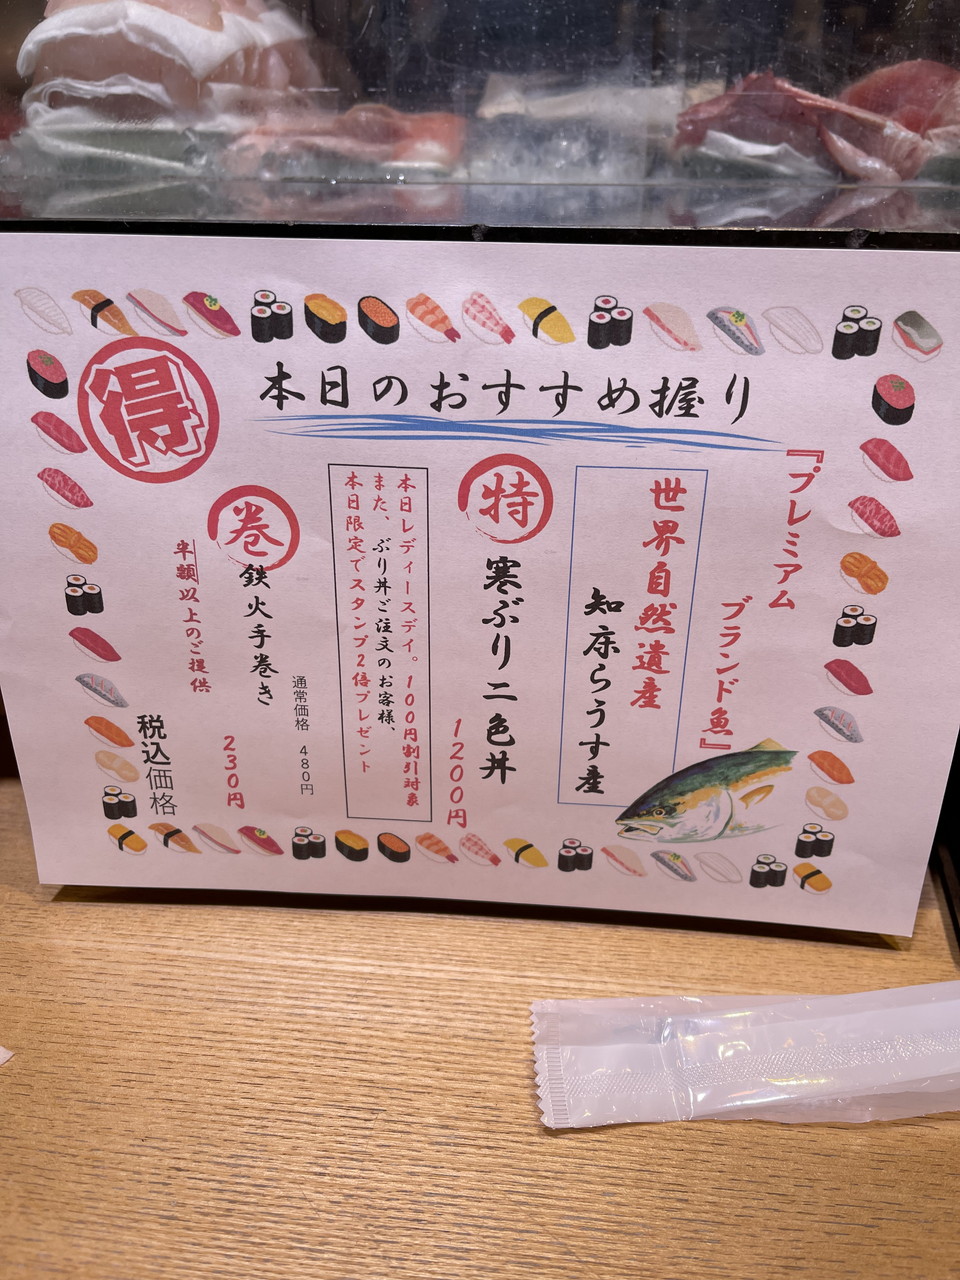 得
本日のおすすめ握り
『プレミアム
ブランド魚』
世界自然遺産
知床らうす産
特
寒ぶり二色丼
1200円
本日レディースデイ。100円割引対象
また、ぶり丼ご注文のお客様、
本日限定でスタンプ2倍プレゼント
巻
鉄火手巻き
通常価格 480円
半額以上のご提供
230円
税込価格